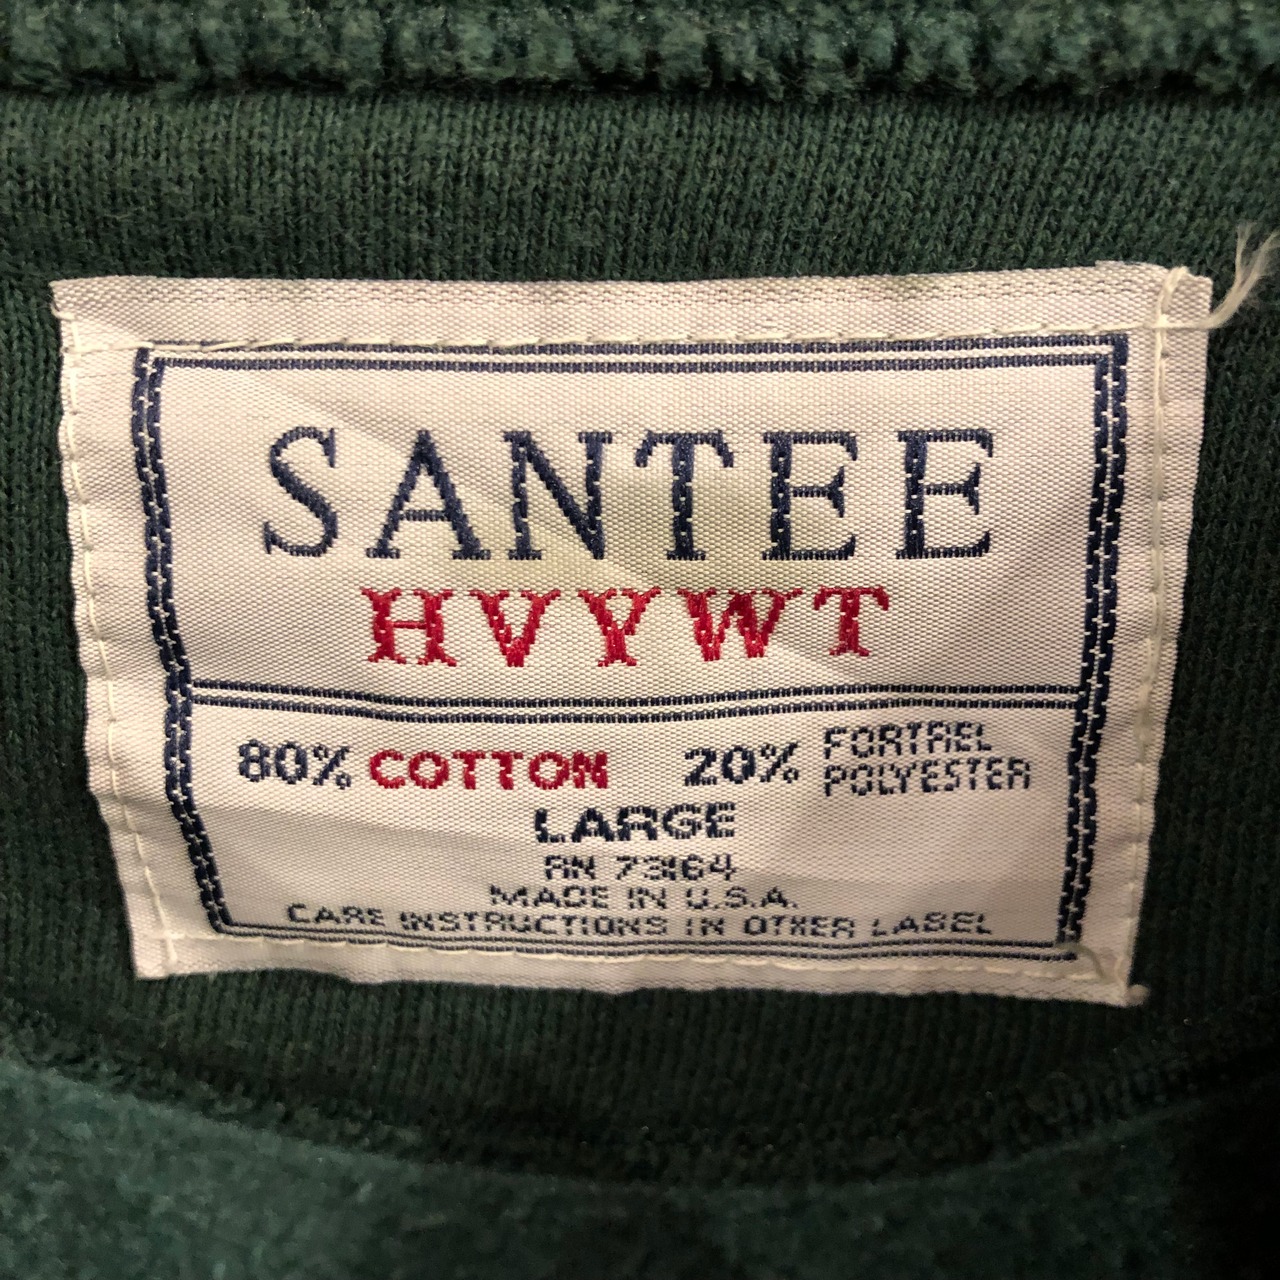 SANTEE
HVYWT
80% COTTON 20% FORTREL POLYESTER
LARGE
RN 73164
MADE IN U.S.A.
CARE INSTRUCTIONS IN OTHER LABEL